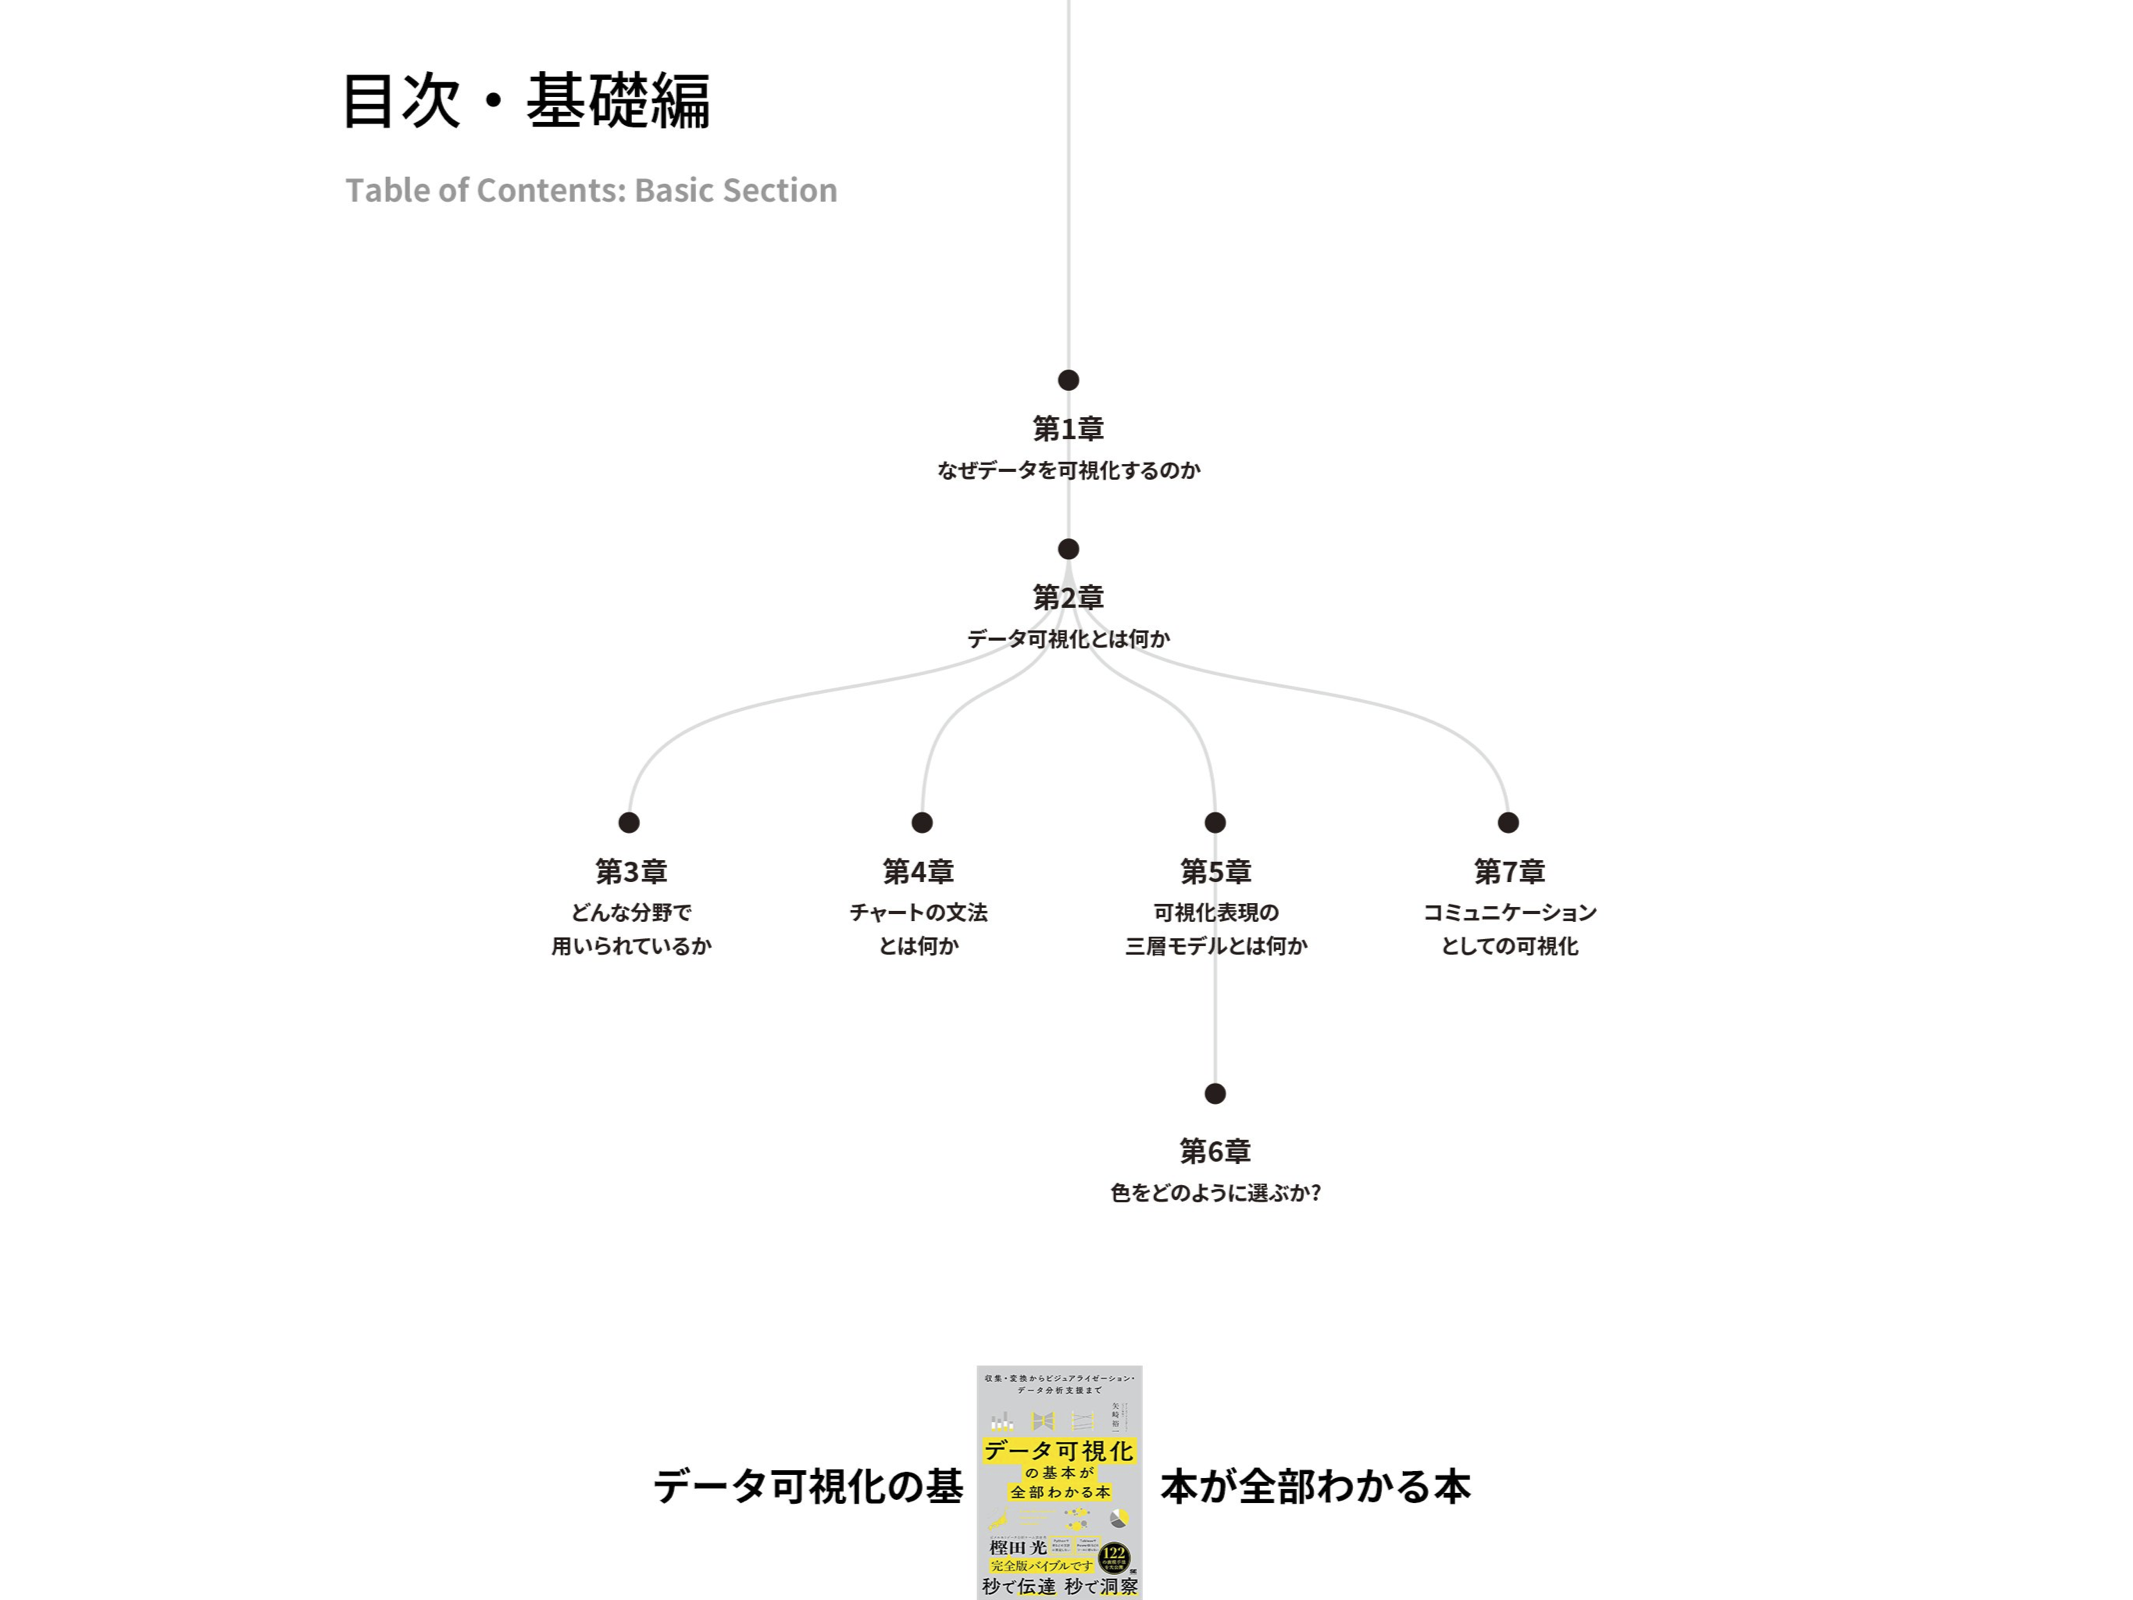 目次・基礎編
Table of Contents: Basic Section
第1章
なぜデータを可視化するのか
第2章
データ可視化とは何か
第3章
どんな分野で
用いられているか
第4章
チャートの文法
とは何か
第5章
可視化表現の
三層モデルとは何か
第7章
コミュニケーション
としての可視化
第6章
色をどのように選ぶか?
データ可視化の基
本が全部わかる本
収集・変換からビジュアライゼーション・
データ分析支援まで
矢崎裕一
データ可視化
の基本が
全部わかる本
樫田 光
完全版バイブルです
122
秒で伝達 秒で洞察